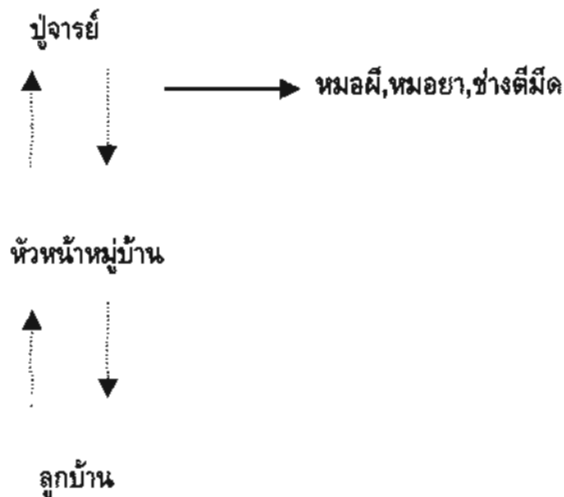 ปู่จารย์
หมอผี,หมอยา,ช่างตีมีด
หัวหน้าหมู่บ้าน
ลูกบ้าน